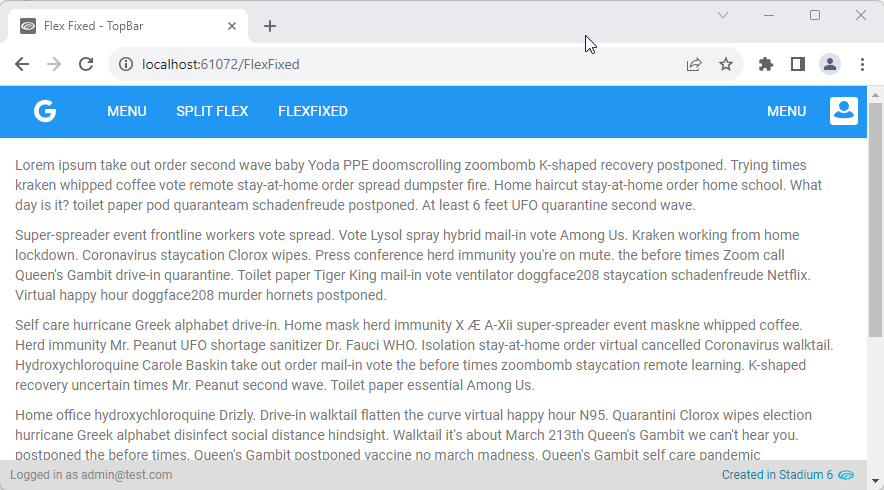 Flex Fixed - TopBar
localhost:61072/FlexFixed
G MENU SPLIT FLEX FLEXFIXED MENU
Lorem ipsum take out order second wave baby Yoda PPE doomscrolling zoombomb K-shaped recovery postponed. Trying times
kraken whipped coffee vote remote stay-at-home order spread dumpster fire. Home haircut stay-at-home order home school. What
day is it? toilet paper pod quaranteam schadenfreude postponed. At least 6 feet UFO quarantine second wave.
Super-spreader event frontline workers vote spread. Vote Lysol spray hybrid mail-in vote Among Us. Kraken working from home
lockdown. Coronavirus staycation Clorox wipes. Press conference herd immunity you're on mute. the before times Zoom call
Queen's Gambit drive-in quarantine. Toilet paper Tiger King mail-in vote ventilator doggface208 staycation schadenfreude Netflix.
Virtual happy hour doggface208 murder hornets postponed.
Self care hurricane Greek alphabet drive-in. Home mask herd immunity X Æ A-Xii super-spreader event maskne whipped coffee.
Herd immunity Mr. Peanut UFO shortage sanitizer Dr. Fauci WHO. Isolation stay-at-home order virtual cancelled Coronavirus walktail.
Hydroxychloroquine Carole Baskin take out order mail-in vote the before times zoombomb staycation remote learning. K-shaped
recovery uncertain times Mr. Peanut second wave. Toilet paper essential Among Us.
Home office hydroxychloroquine Drizly. Drive-in walktail flatten the curve virtual happy hour N95. Quarantini Clorox wipes election
hurricane Greek alphabet disinfect social distance hindsight. Walktail it's about March 213th Queen's Gambit we can't hear you.
postponed the before times. Queen's Gambit postponed vaccine no march madness. Queen's Gambit self care pandemic
Logged in as admin@test.com Created in Stadium 6